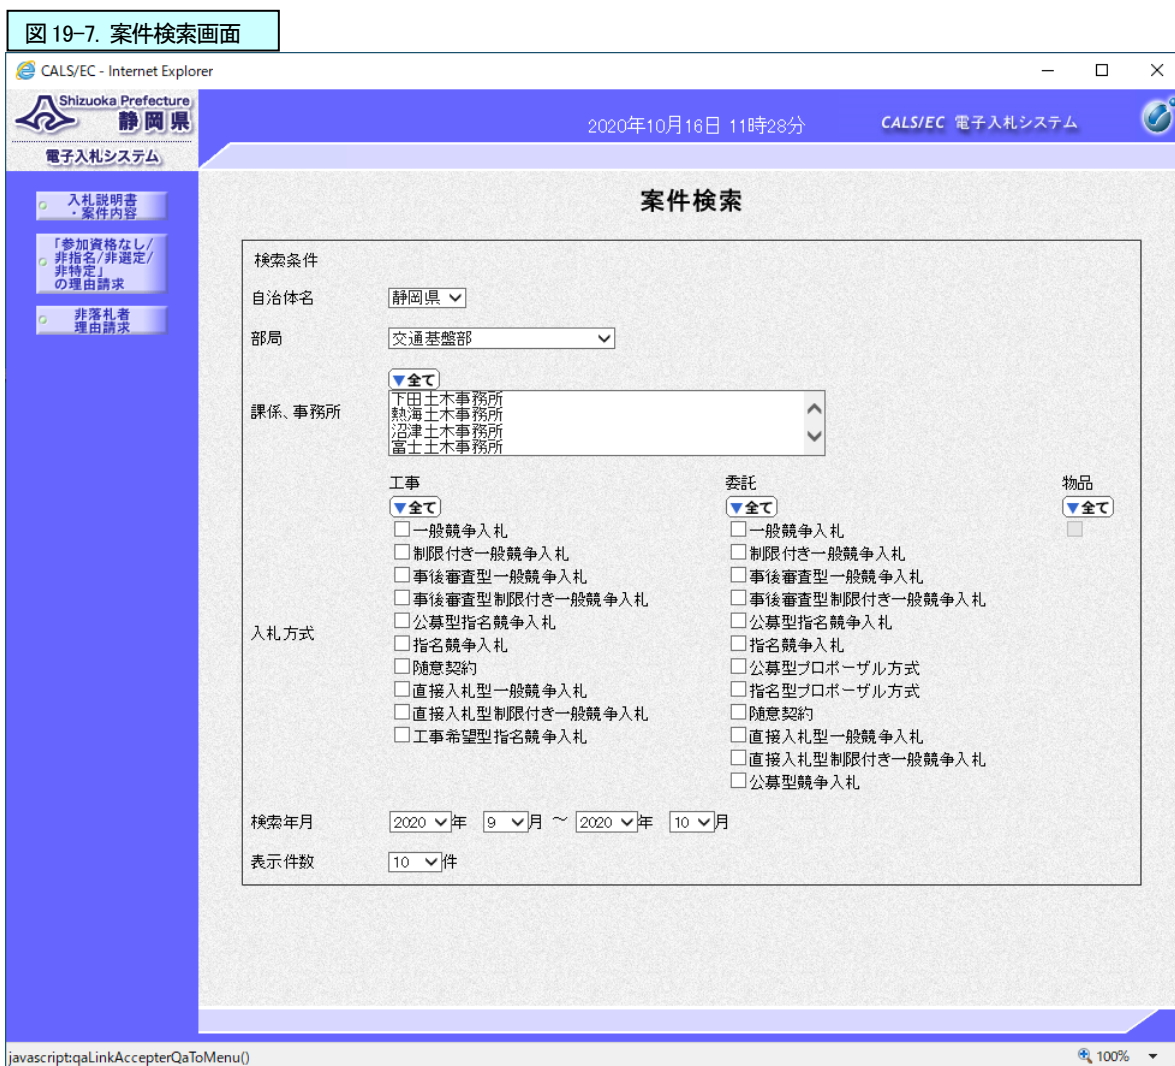 図 19-7. 案件検索画面
CALS/EC - Internet Explorer
Shizuoka Prefecture
静岡県
電子入札システム
2020年10月16日 11時28分
CALS/EC 電子入札システム
入札説明書
・案件内容
「参加資格なし/
非指名/非選定/
非特定」
の理由請求
非落札者
理由請求
案件検索
検索条件
自治体名 静岡県
部局 交通基盤部
▼全て
課係、事務所
下田土木事務所
熱海土木事務所
沼津土木事務所
富士土木事務所
入札方式
工事
▼全て
一般競争入札
制限付き一般競争入札
事後審査型一般競争入札
事後審査型制限付き一般競争入札
公募型指名競争入札
指名競争入札
随意契約
直接入札型一般競争入札
直接入札型制限付き一般競争入札
工事希望型指名競争入札
委託
▼全て
一般競争入札
制限付き一般競争入札
事後審査型一般競争入札
事後審査型制限付き一般競争入札
公募型指名競争入札
指名競争入札
公募型プロポーザル方式
指名型プロポーザル方式
随意契約
直接入札型一般競争入札
直接入札型制限付き一般競争入札
公募型競争入札
物品
▼全て
検索年月 2020 年 9 月 ～ 2020 年 10 月
表示件数 10 件
javascript:qaLinkAccepterQaToMenu()
100%